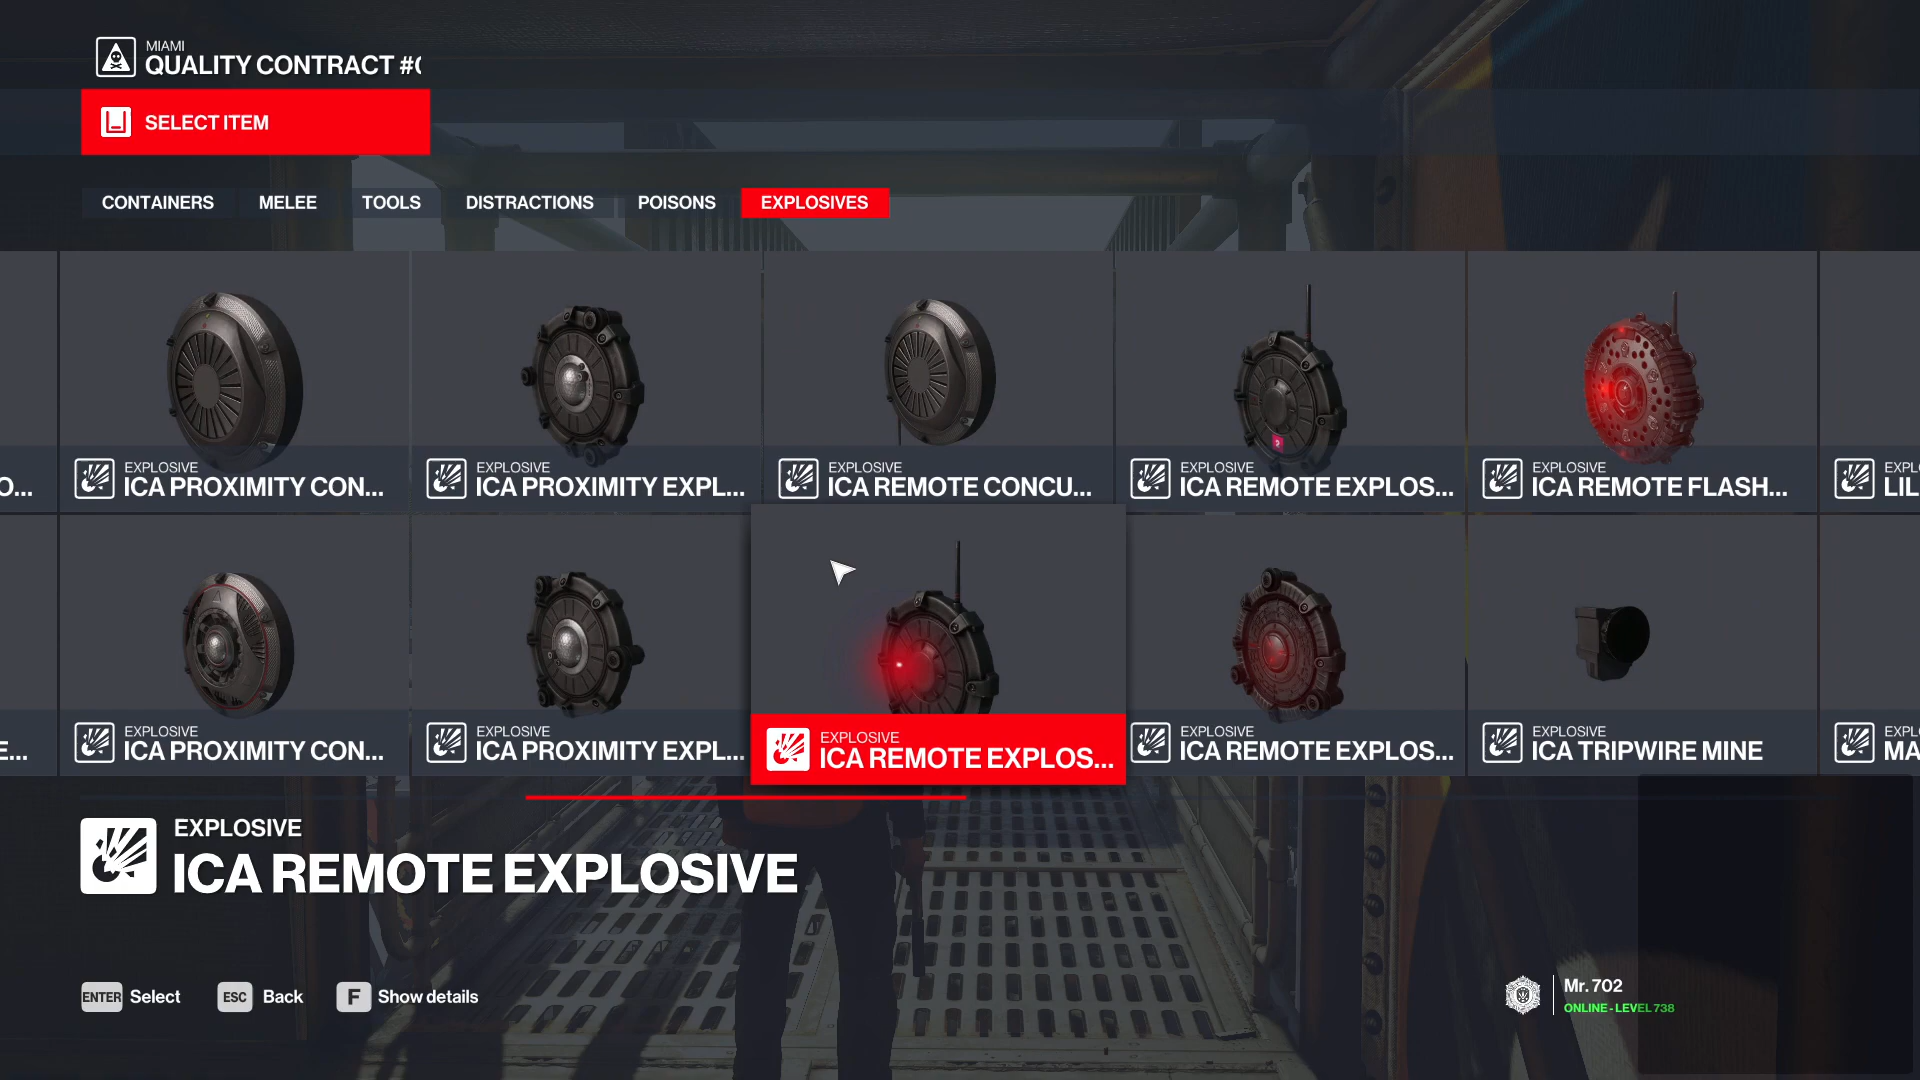 MIAMI
QUALITY CONTRACT #
SELECT ITEM
CONTAINERS MELEE TOOLS DISTRACTIONS POISONS EXPLOSIVES
O...
EXPLOSIVE
ICA PROXIMITY CON...
EXPLOSIVE
ICA PROXIMITY EXPL...
EXPLOSIVE
ICA REMOTE CONCU...
EXPLOSIVE
ICA REMOTE EXPLOS...
EXPLOSIVE
ICA REMOTE FLASH...
EXPL
LIL
E...
EXPLOSIVE
ICA PROXIMITY CON...
EXPLOSIVE
ICA PROXIMITY EXPL...
EXPLOSIVE
ICA REMOTE EXPLOS...
EXPLOSIVE
ICA REMOTE EXPLOS...
EXPLOSIVE
ICA TRIPWIRE MINE
EXPL
MA
EXPLOSIVE
ICA REMOTE EXPLOSIVE
ENTER Select ESC Back F Show details
Mr. 702
ONLINE - LEVEL 738